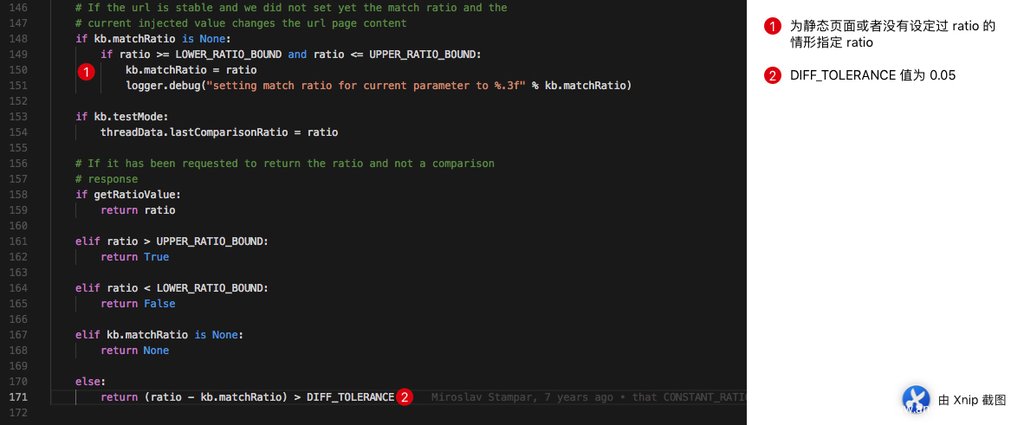 146 # If the url is stable and we did not set yet the match ratio and the
147 # current injected value changes the url page content
148 if kb.matchRatio is None:
149 if ratio >= LOWER_RATIO_BOUND and ratio <= UPPER_RATIO_BOUND:
150 kb.matchRatio = ratio
1
151 logger.debug("setting match ratio for current parameter to %.3f" % kb.matchRatio)
152
153 if kb.testMode:
154 threadData.lastComparisonRatio = ratio
155
156 # If it has been requested to return the ratio and not a comparison
157 # response
158 if getRatioValue:
159 return ratio
160
161 elif ratio > UPPER_RATIO_BOUND:
162 return True
163
164 elif ratio < LOWER_RATIO_BOUND:
165 return False
166
167 elif kb.matchRatio is None:
168 return None
169
170 else:
171 return (ratio - kb.matchRatio) > DIFF_TOLERANCE 2 Miroslav Stampar, 7 years ago • that CONSTANT_RATI
172
1 为静态页面或者没有设定过 ratio 的
情形指定 ratio
2 DIFF_TOLERANCE 值为 0.05
由 Xnip 截图